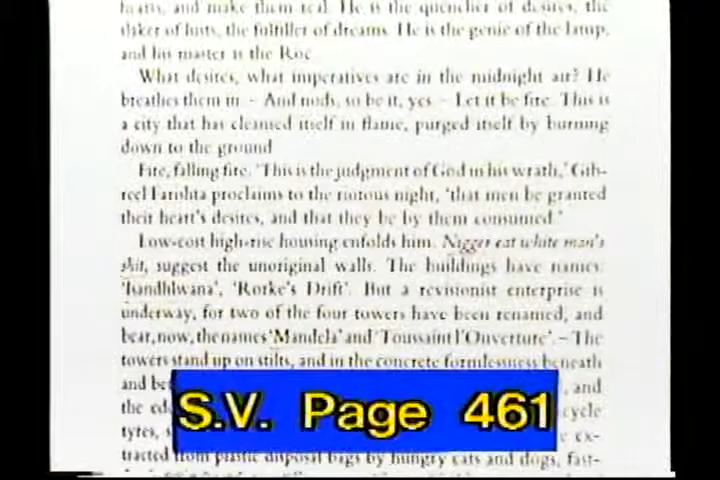 hearts, and make them real. He is the quencher of desires, the
slaker of lusts, the fulfiller of dreams. He is the genie of the lamp,
and his master is the Roc
What desires, what imperatives are in the midnight air? He
breathes them in. – And nods, so be it, yes. – Let it be fire. This is
a city that has cleansed itself in flame, purged itself by burning
down to the ground
Fire, falling fire. 'This is the judgment of God in his wrath,' Gib-
reel Farishta proclaims to the riotous night, 'that men be granted
their heart's desires, and that they be by them consumed.'
Low-cost high-rise housing enfolds him. Nigger eat white man's
shit, suggest the unoriginal walls. The buildings have names:
'Isandhlwana', 'Rorke's Drift'. But a revisionist enterprise is
underway, for two of the four towers have been renamed, and
bear, now, the names 'Mandela' and 'Toussaint l'Ouverture'. – The
towers stand up on stilts, and in the concrete formlessness beneath
and be , and
the ed cycle
tyres, s e ex-
tracted from plastic disposal bags by hungry cats and dogs, fast-
S.V. Page 461